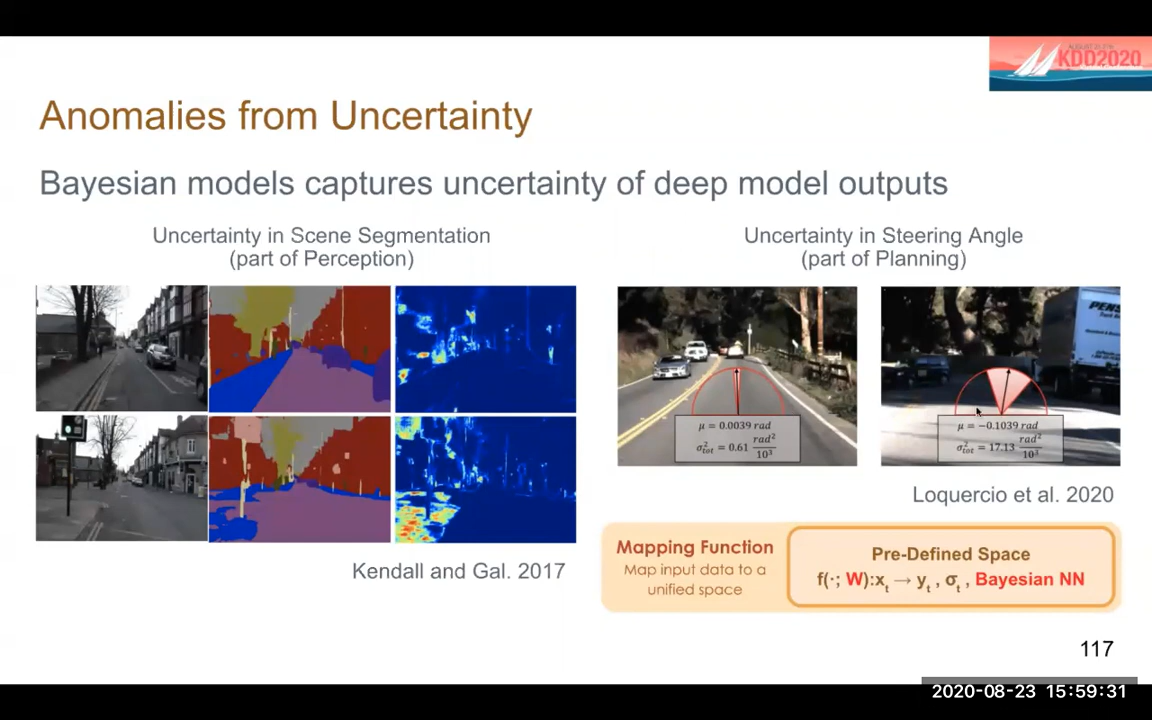 KDD2020
Anomalies from Uncertainty
Bayesian models captures uncertainty of deep model outputs
Uncertainty in Scene Segmentation
(part of Perception)
Uncertainty in Steering Angle
(part of Planning)
PENS
μ = 0.0039 rad
σ²tot = 0.61 rad²/10³
μ = −0.1039 rad
σ²tot = 17.13 rad²/10³
Loquercio et al. 2020
Kendall and Gal. 2017
Mapping Function
Map input data to a
unified space
Pre-Defined Space
f(·; W):xt → yt , σt , Bayesian NN
117
2020-08-23 15:59:31